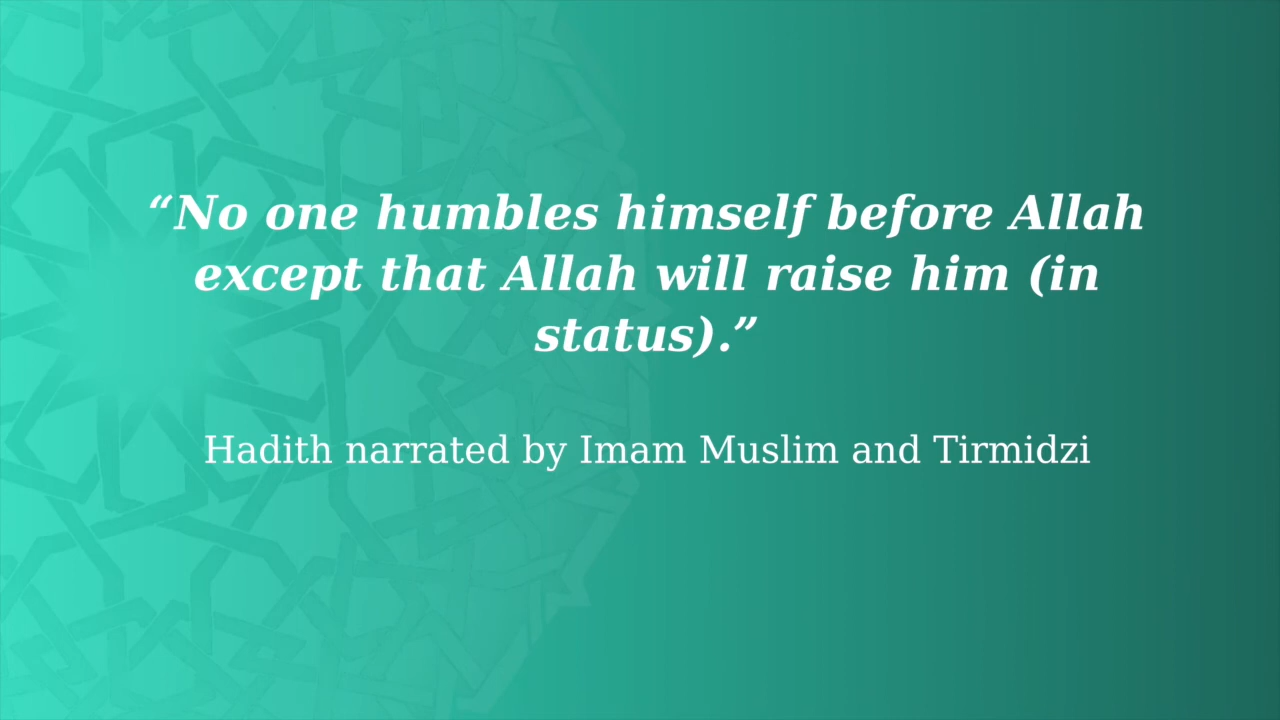 “No one humbles himself before Allah
except that Allah will raise him (in
status).”
Hadith narrated by Imam Muslim and Tirmidzi